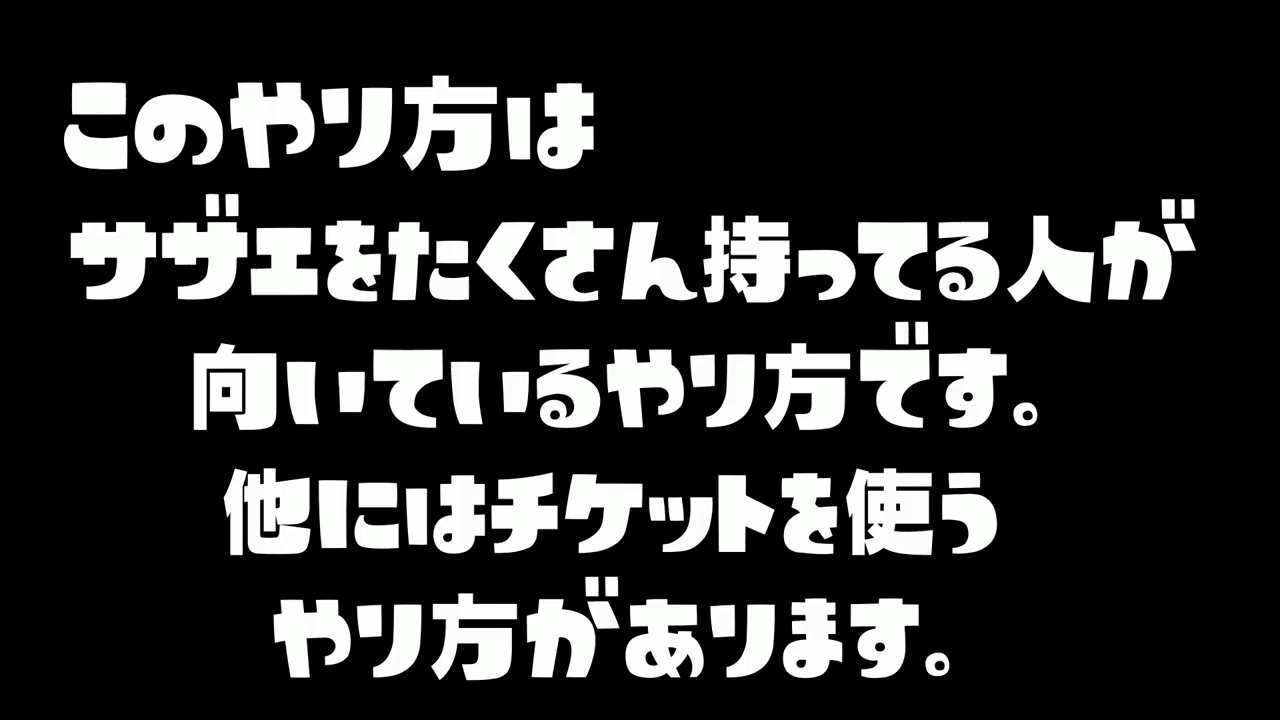 このやり方は
サザエをたくさん持ってる人が
向いているやり方です。
他にはチケットを使う
やり方があります。